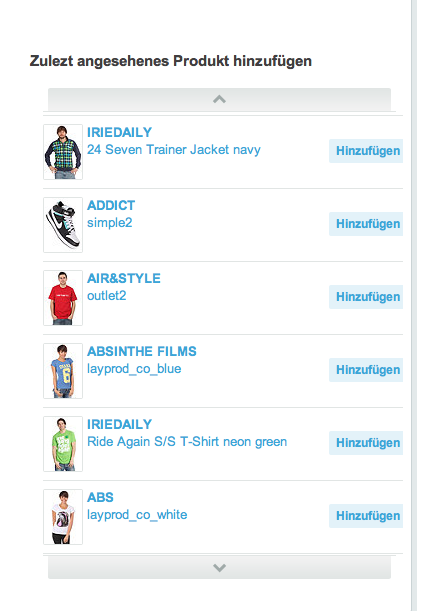 Zulezt angesehenes Produkt hinzufügen
IRIEDAILY
24 Seven Trainer Jacket navy
Hinzufügen
ADDICT
simple2
Hinzufügen
AIR&STYLE
outlet2
Hinzufügen
ABSINTHE FILMS
layprod_co_blue
Hinzufügen
IRIEDAILY
Ride Again S/S T-Shirt neon green
Hinzufügen
ABS
layprod_co_white
Hinzufügen